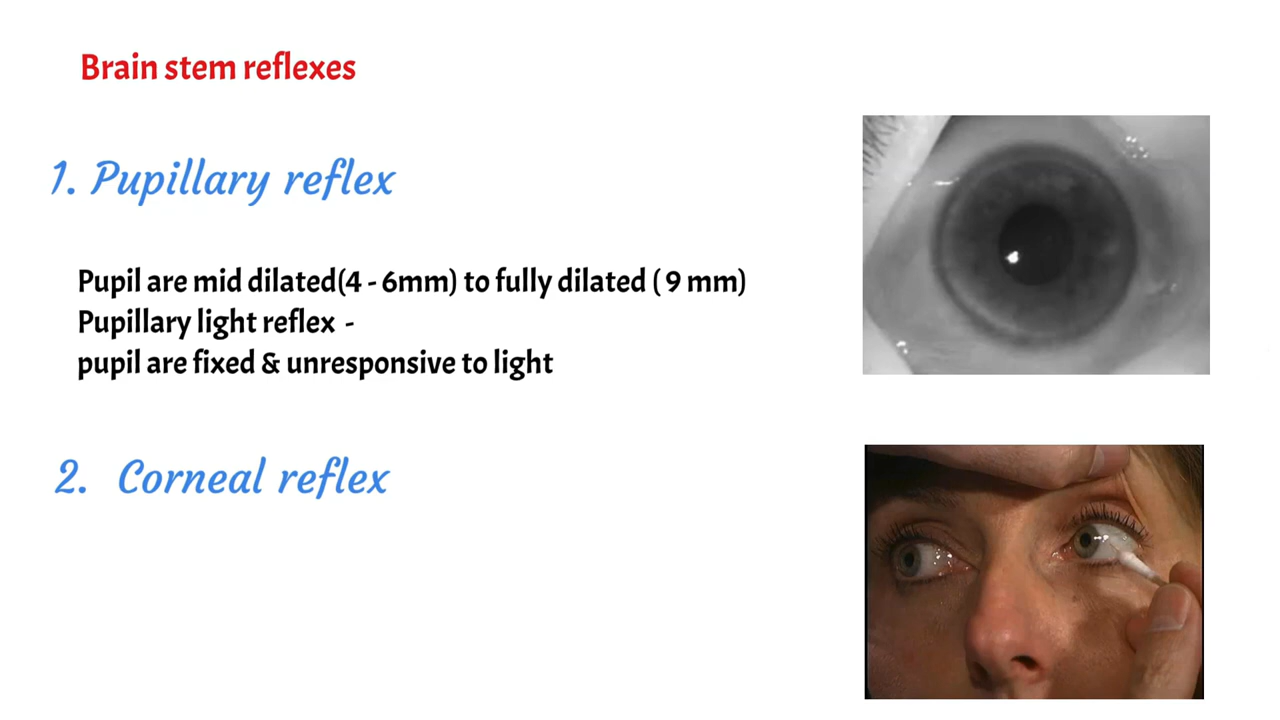 Brain stem reflexes
1. Pupillary reflex
Pupil are mid dilated(4 - 6mm) to fully dilated ( 9 mm)
Pupillary light reflex -
pupil are fixed & unresponsive to light
2. Corneal reflex